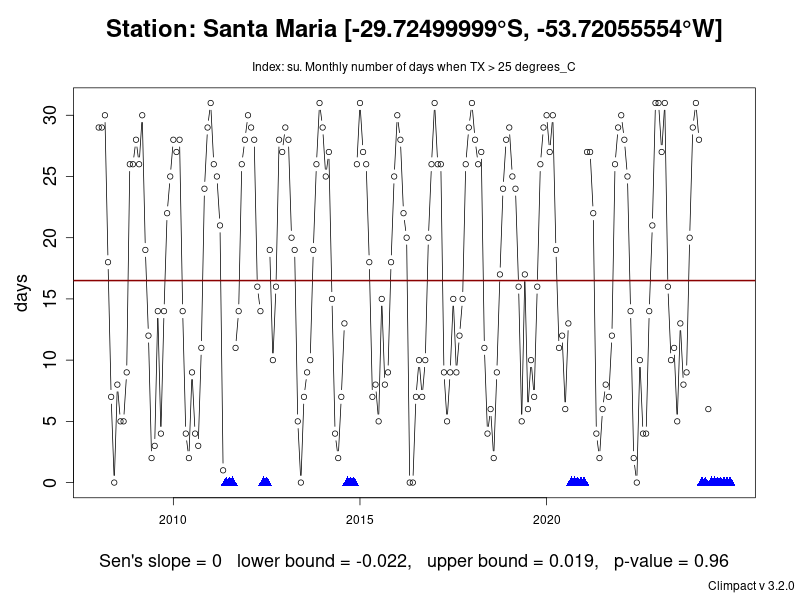 Station: Santa Maria [-29.72499999°S, -53.72055554°W]
Index: su. Monthly number of days when TX > 25 degrees_C
days
30
25
20
15
10
5
0
2010 2015 2020
Sen's slope = 0 lower bound = -0.022, upper bound = 0.019, p-value = 0.96
Climpact v 3.2.0